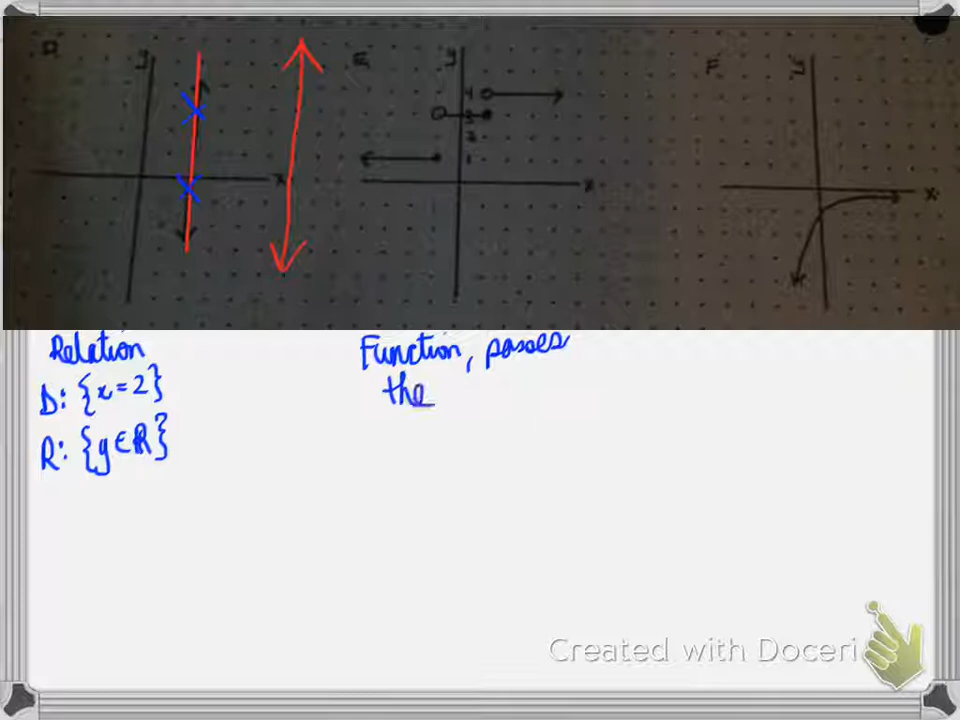 D
y
x
E
y
4
3
2
1
x
F
y
x
Relation
D: {x = 2}
R: {y ∈ ℝ}
Function, passes
the
Created with Doceri